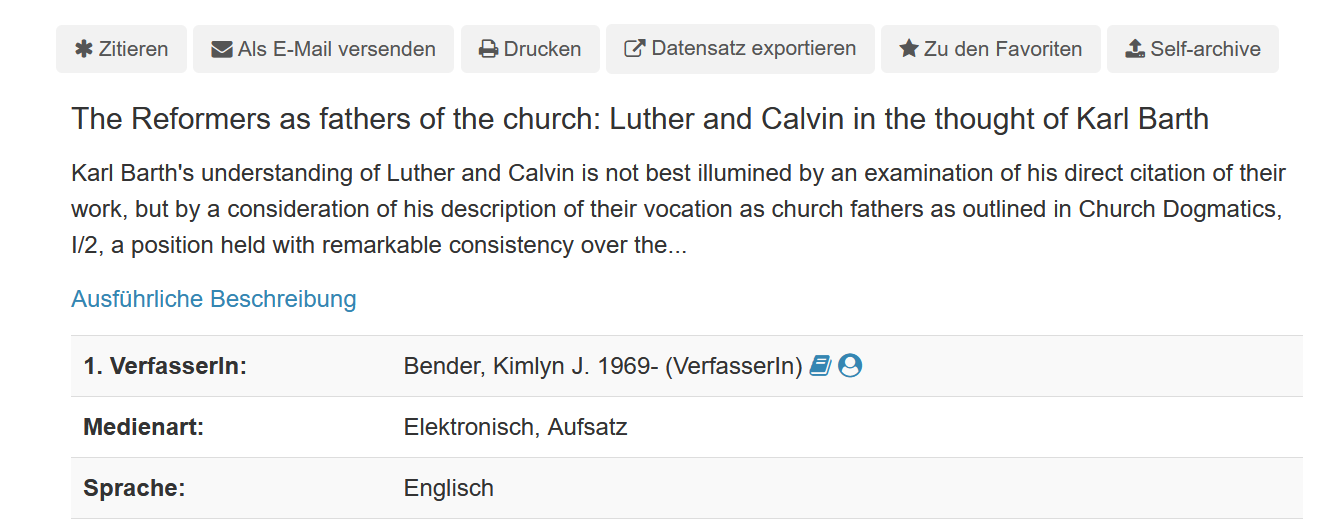 Zitieren Als E-Mail versenden Drucken Datensatz exportieren Zu den Favoriten Self-archive
The Reformers as fathers of the church: Luther and Calvin in the thought of Karl Barth
Karl Barth's understanding of Luther and Calvin is not best illumined by an examination of his direct citation of their
work, but by a consideration of his description of their vocation as church fathers as outlined in Church Dogmatics,
I/2, a position held with remarkable consistency over the...
Ausführliche Beschreibung
1. VerfasserIn: Bender, Kimlyn J. 1969- (VerfasserIn)
Medienart: Elektronisch, Aufsatz
Sprache: Englisch